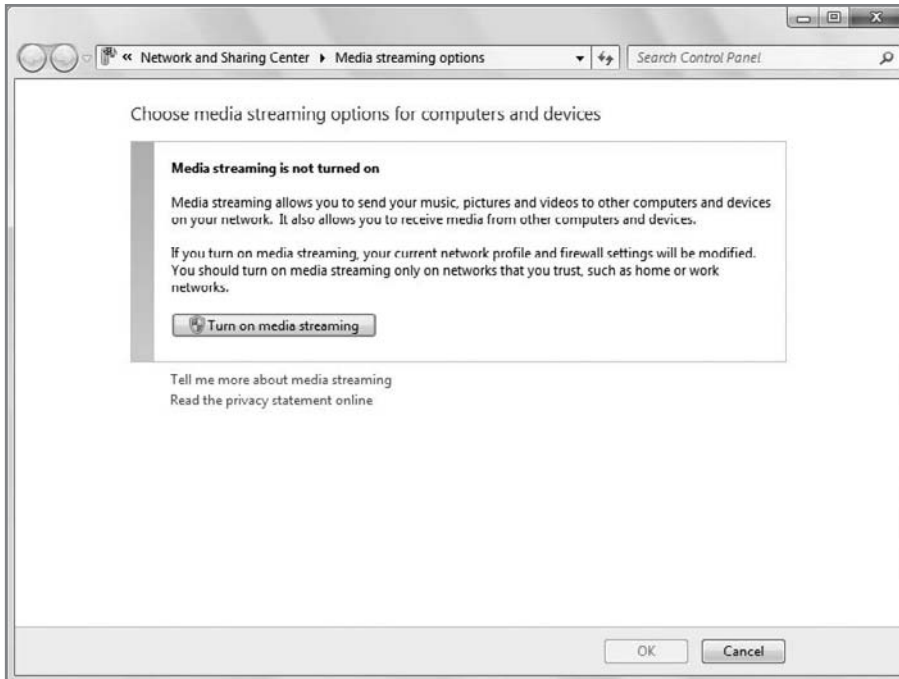 « Network and Sharing Center ▸ Media streaming options
Search Control Panel
Choose media streaming options for computers and devices
Media streaming is not turned on
Media streaming allows you to send your music, pictures and videos to other computers and devices
on your network. It also allows you to receive media from other computers and devices.
If you turn on media streaming, your current network profile and firewall settings will be modified.
You should turn on media streaming only on networks that you trust, such as home or work
networks.
Turn on media streaming
Tell me more about media streaming
Read the privacy statement online
OK
Cancel